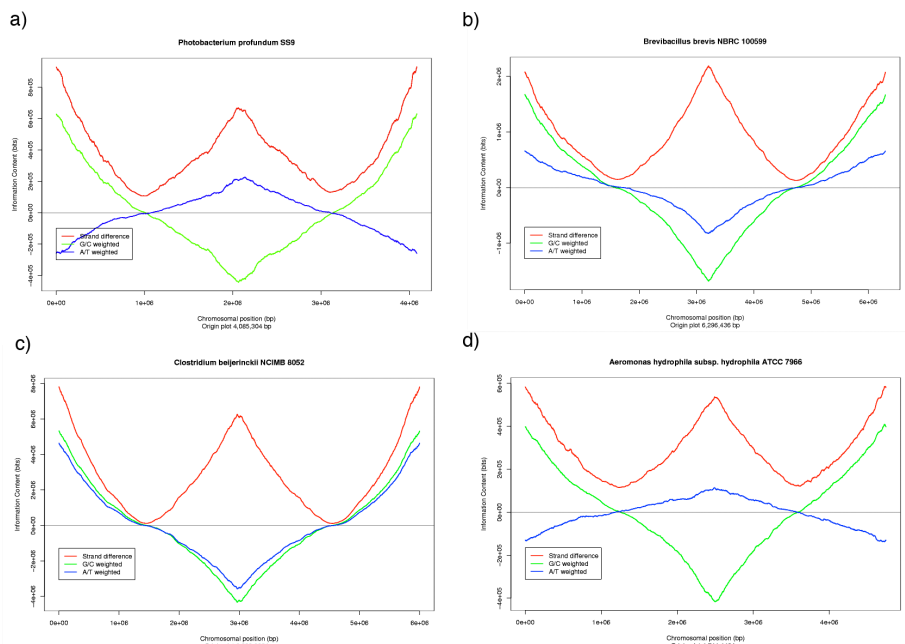 a)
Photobacterium profundum SS9
Information Content (bits)
8e+05
6e+05
4e+05
2e+05
0e+00
−2e+05
−4e+05
Strand difference
G/C weighted
A/T weighted
0e+00 1e+06 2e+06 3e+06 4e+06
Chromosomal position (bp)
Origin plot 4,085,304 bp
b)
Brevibacillus brevis NBRC 100599
Information Content (bits)
2e+06
1e+06
0e+00
−1e+06
Strand difference
G/C weighted
A/T weighted
0e+00 1e+06 2e+06 3e+06 4e+06 5e+06 6e+06
Chromosomal position (bp)
Origin plot 6,296,436 bp
c)
Clostridium beijerinckii NCIMB 8052
Information Content (bits)
8e+06
6e+06
4e+06
2e+06
0e+00
−2e+06
−4e+06
Strand difference
G/C weighted
A/T weighted
0e+00 1e+06 2e+06 3e+06 4e+06 5e+06 6e+06
Chromosomal position (bp)
d)
Aeromonas hydrophila subsp. hydrophila ATCC 7966
Information Content (bits)
6e+05
4e+05
2e+05
0e+00
−2e+05
−4e+05
Strand difference
G/C weighted
A/T weighted
0e+00 1e+06 2e+06 3e+06 4e+06
Chromosomal position (bp)